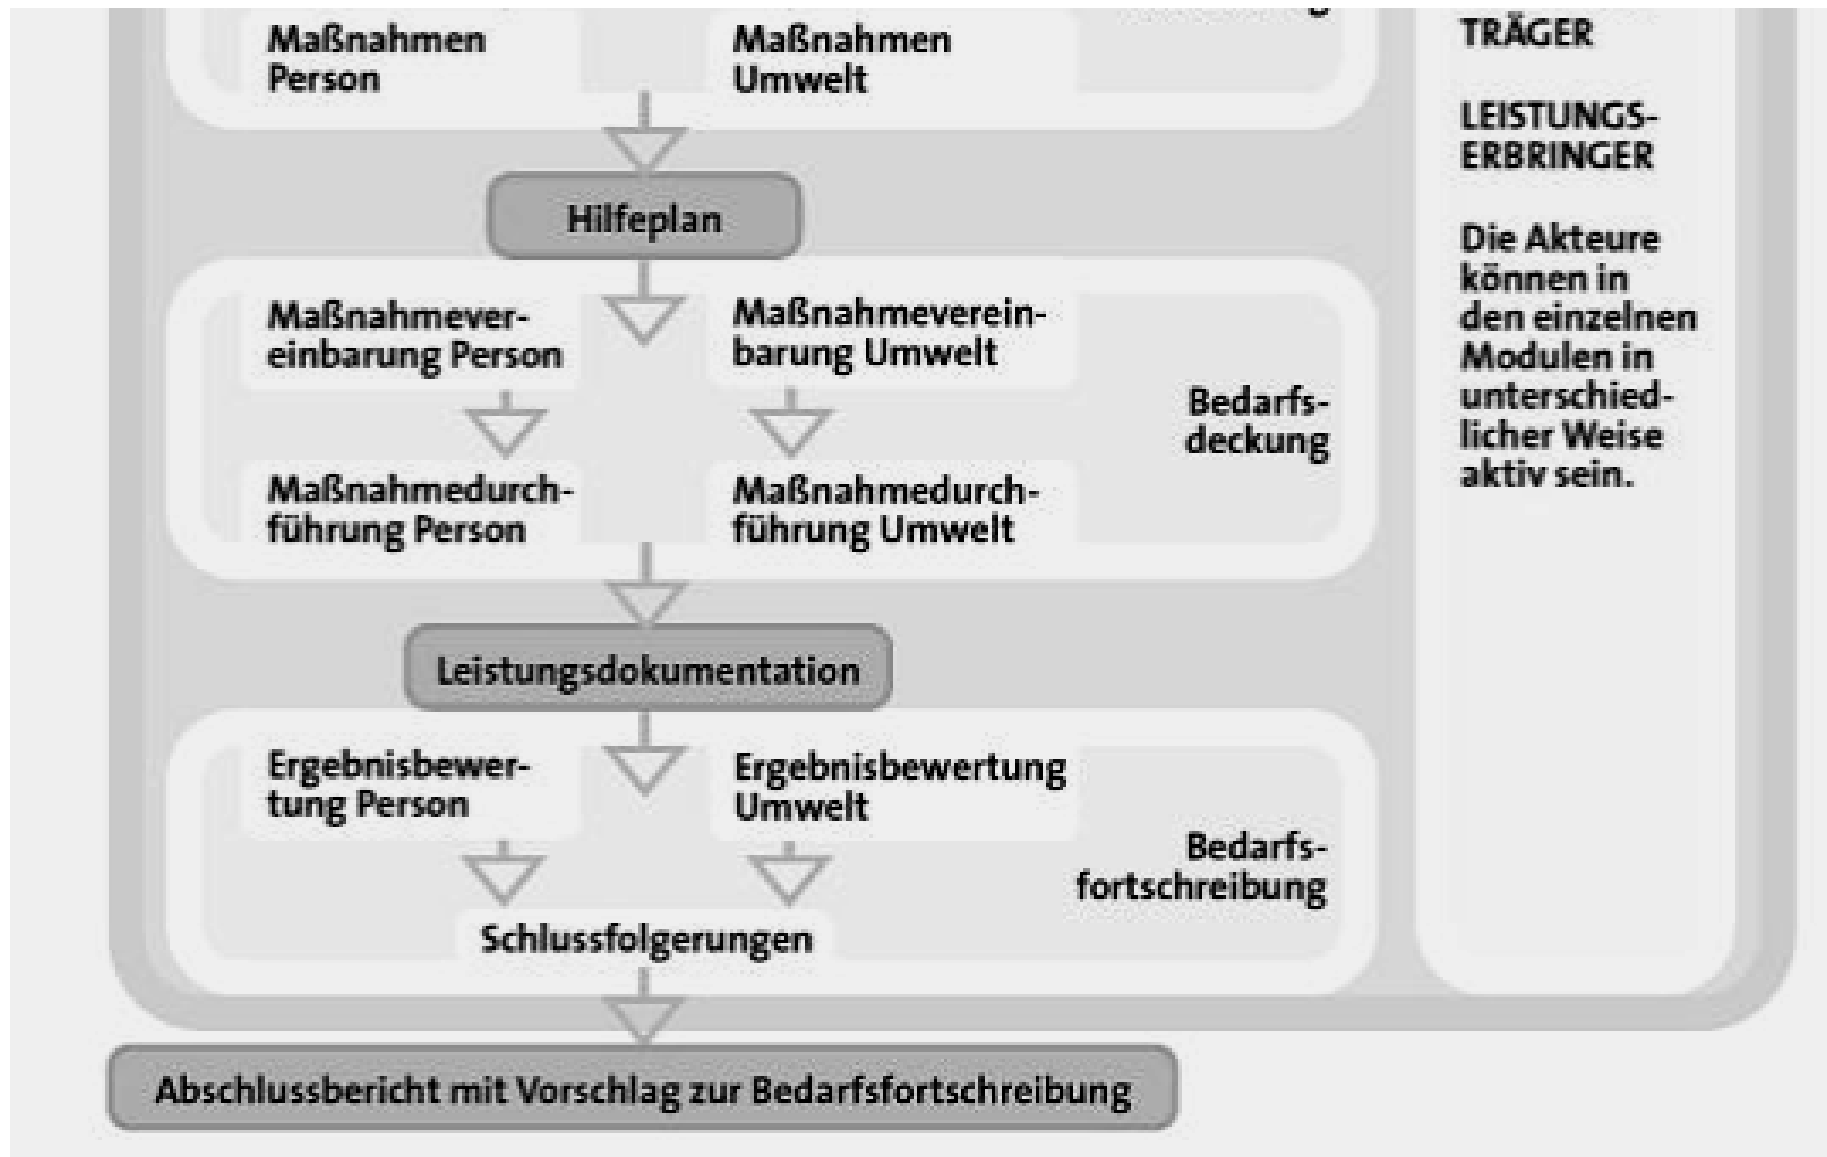 Maßnahmen
Person
Maßnahmen
Umwelt
Hilfeplan
Maßnahmever-
einbarung Person
Maßnahmeverein-
barung Umwelt
Maßnahmedurch-
führung Person
Maßnahmedurch-
führung Umwelt
Bedarfs-
deckung
Leistungsdokumentation
Ergebnisbewer-
tung Person
Ergebnisbewertung
Umwelt
Schlussfolgerungen
Bedarfs-
fortschreibung
Abschlussbericht mit Vorschlag zur Bedarfsfortschreibung
TRÄGER
LEISTUNGS-
ERBRINGER
Die Akteure
können in
den einzelnen
Modulen in
unterschied-
licher Weise
aktiv sein.